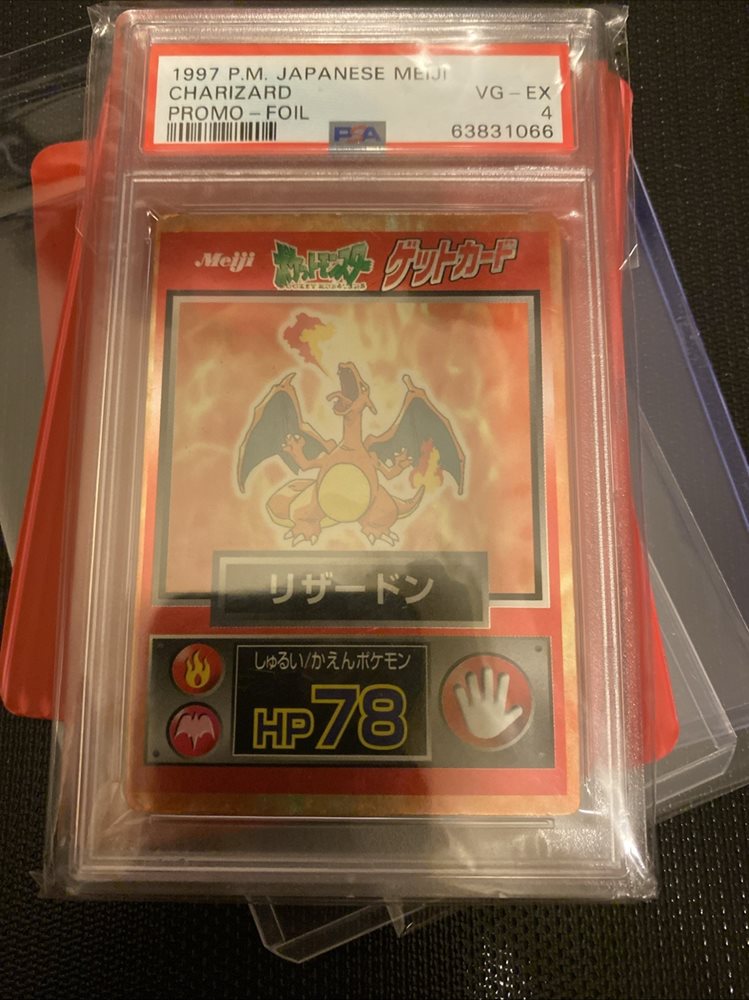 1997 P.M. JAPANESE MEIJI
CHARIZARD VG-EX
PROMO-FOIL 4
PSA 63831066
Meiji ポケットモンスター ゲットカード
POCKET MONSTERS
リザードン
しゅるい/かえんポケモン
HP78